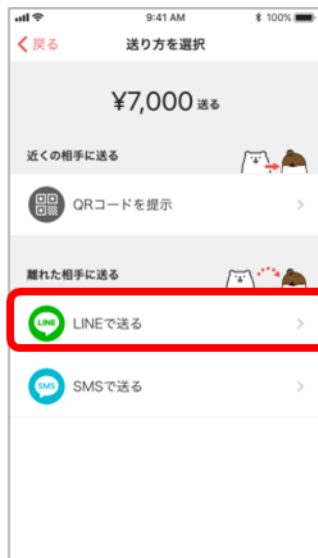 9:41 AM 100%
戻る 送り方を選択
¥7,000 送る
近くの相手に送る
QRコードを提示
離れた相手に送る
LINE LINEで送る
SMS SMSで送る